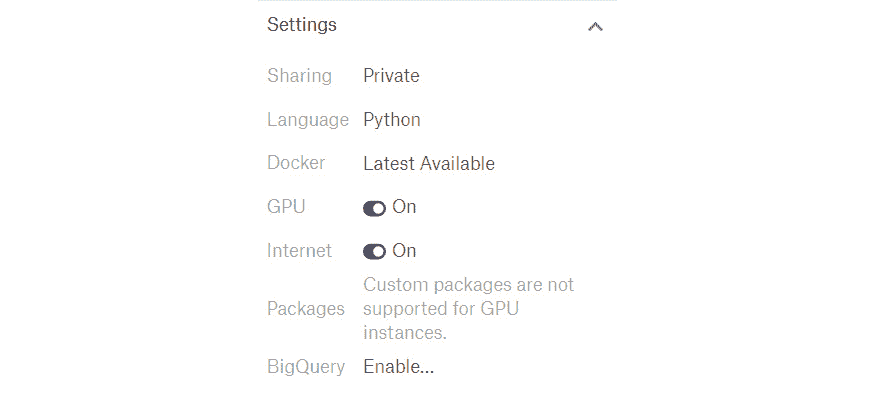 Settings
Sharing Private
Language Python
Docker Latest Available
GPU On
Internet On
Packages Custom packages are not
supported for GPU
instances.
BigQuery Enable...